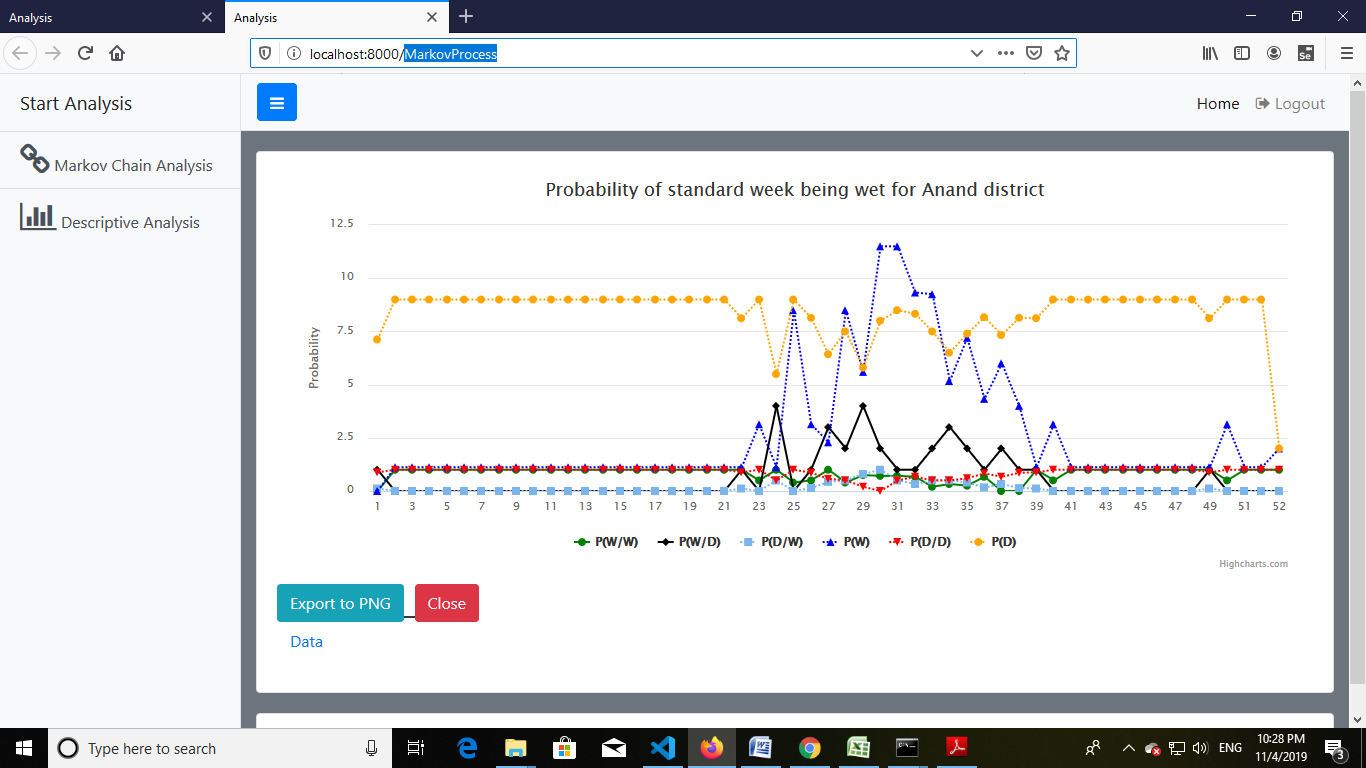 Analysis
Analysis
localhost:8000/MarkovProcess
Start Analysis
Home Logout
Markov Chain Analysis
Descriptive Analysis
Probability of standard week being wet for Anand district
12.5
10
7.5
5
2.5
0
Probability
1 3 5 7 9 11 13 15 17 19 21 23 25 27 29 31 33 35 37 39 41 43 45 47 49 51 52
P(W/W) P(W/D) P(D/W) P(W) P(D/D) P(D)
Highcharts.com
Export to PNG Close
Data
Type here to search
ENG
10:28 PM
11/4/2019
3
Se